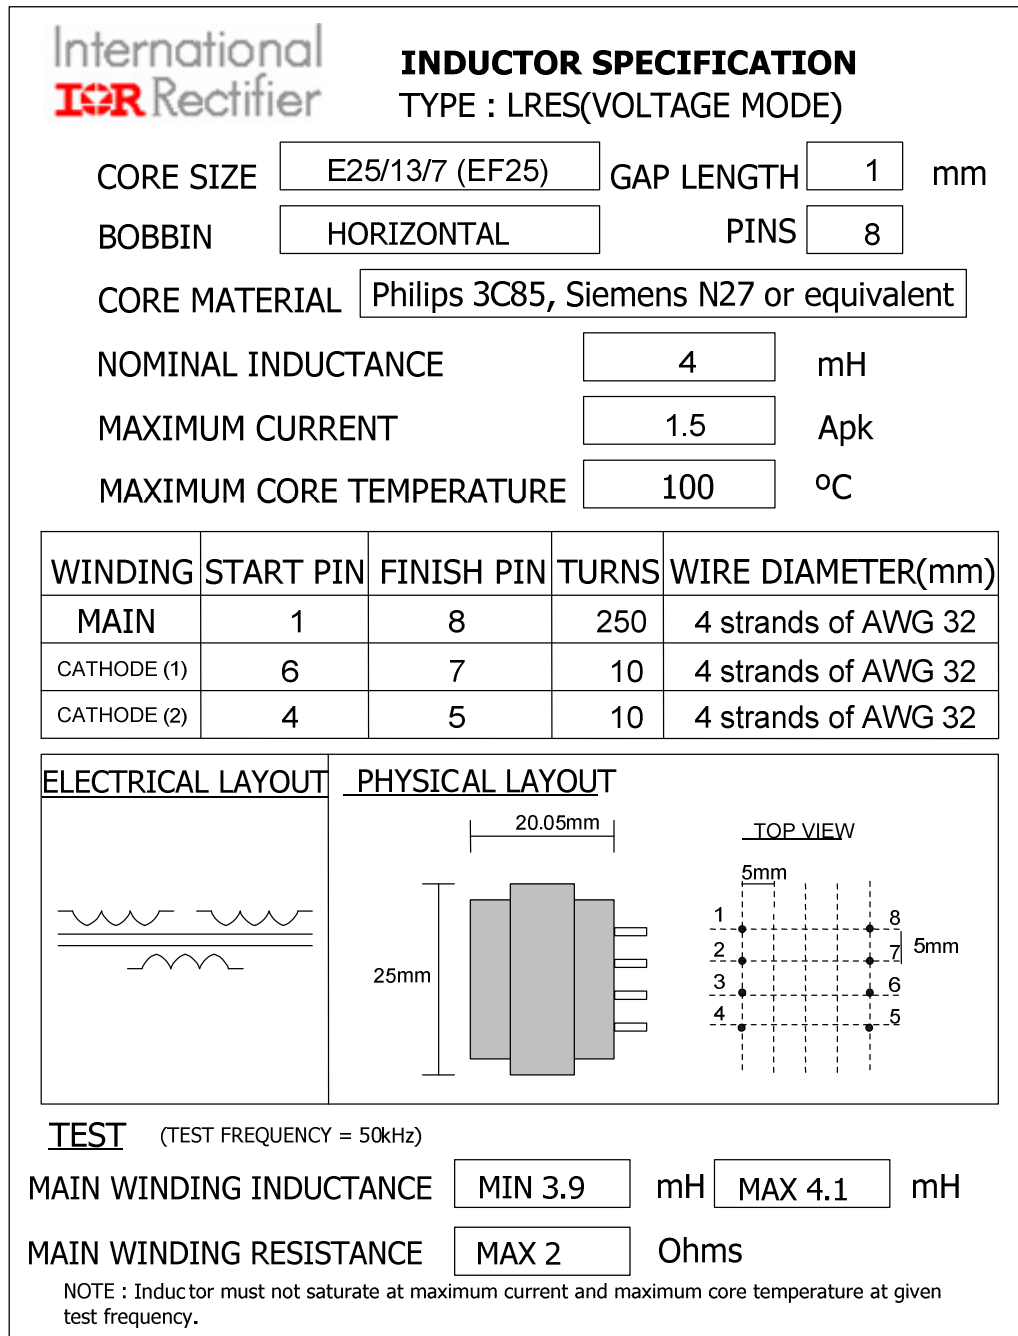 International
IOR Rectifier
INDUCTOR SPECIFICATION
TYPE : LRES(VOLTAGE MODE)
CORE SIZE E25/13/7 (EF25) GAP LENGTH 1 mm
BOBBIN HORIZONTAL PINS 8
CORE MATERIAL Philips 3C85, Siemens N27 or equivalent
NOMINAL INDUCTANCE 4 mH
MAXIMUM CURRENT 1.5 Apk
MAXIMUM CORE TEMPERATURE 100 ºC
WINDING START PIN FINISH PIN TURNS WIRE DIAMETER(mm)
MAIN 1 8 250 4 strands of AWG 32
CATHODE (1) 6 7 10 4 strands of AWG 32
CATHODE (2) 4 5 10 4 strands of AWG 32
ELECTRICAL LAYOUT PHYSICAL LAYOUT
20.05mm
TOP VIEW
5mm
1 8
2 7 5mm
25mm
3 6
4 5
TEST (TEST FREQUENCY = 50kHz)
MAIN WINDING INDUCTANCE MIN 3.9 mH MAX 4.1 mH
MAIN WINDING RESISTANCE MAX 2 Ohms
NOTE : Inductor must not saturate at maximum current and maximum core temperature at given
test frequency.